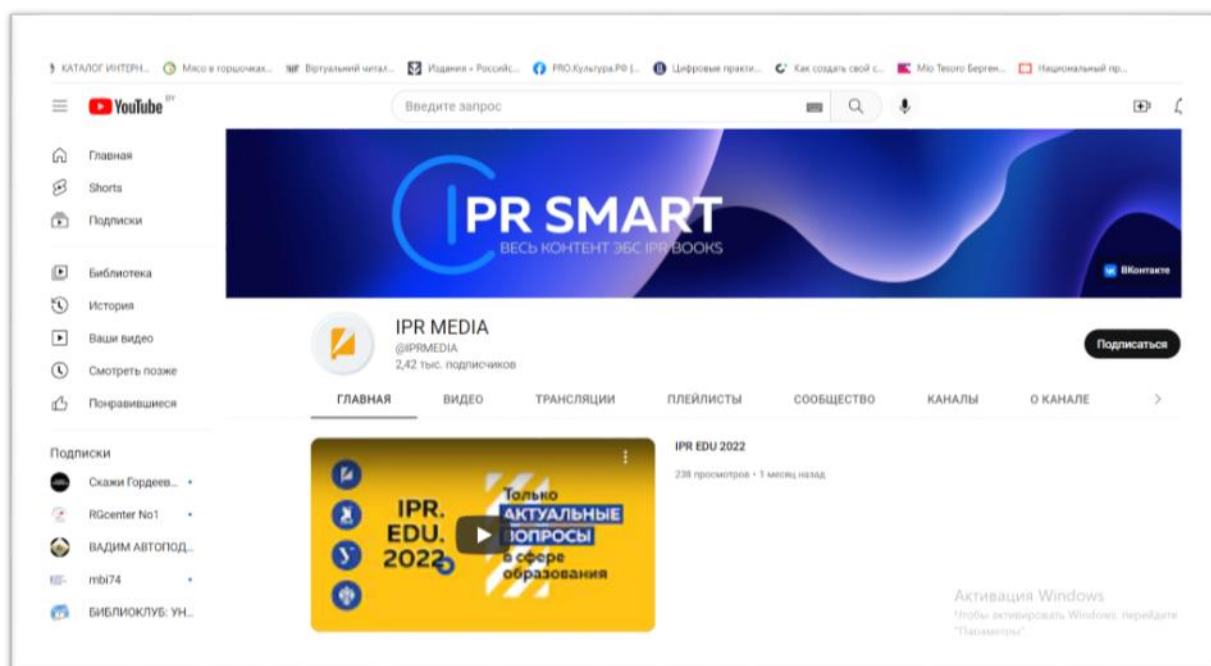 КАТАЛОГ ИНТЕРН... Мясо в горшочках... Віртуальний читал... Издания » Российс... PRO.Культура.РФ |... Цифровые практи... Как создать свой с... Mio Tesoro Берген... Национальный пр...
YouTube BY
Введите запрос
Главная
Shorts
Подписки
Библиотека
История
Ваши видео
Смотреть позже
Понравившиеся
Подписки
Скажи Гордеев...
RGcenter No1
ВАДИМ АВТОПОД...
mbi74
БИБЛИОКЛУБ: УН...
IPR SMART
ВЕСЬ КОНТЕНТ ЭБС IPR BOOKS
ВКонтакте
IPR MEDIA
@IPRMEDIA
2,42 тыс. подписчиков
Подписаться
ГЛАВНАЯ ВИДЕО ТРАНСЛЯЦИИ ПЛЕЙЛИСТЫ СООБЩЕСТВО КАНАЛЫ О КАНАЛЕ
IPR.
EDU.
2022
Только
АКТУАЛЬНЫЕ
ВОПРОСЫ
в сфере
образования
IPR EDU 2022
238 просмотров • 1 месяц назад
Активация Windows
Чтобы активировать Windows, перейдите
"Параметры".